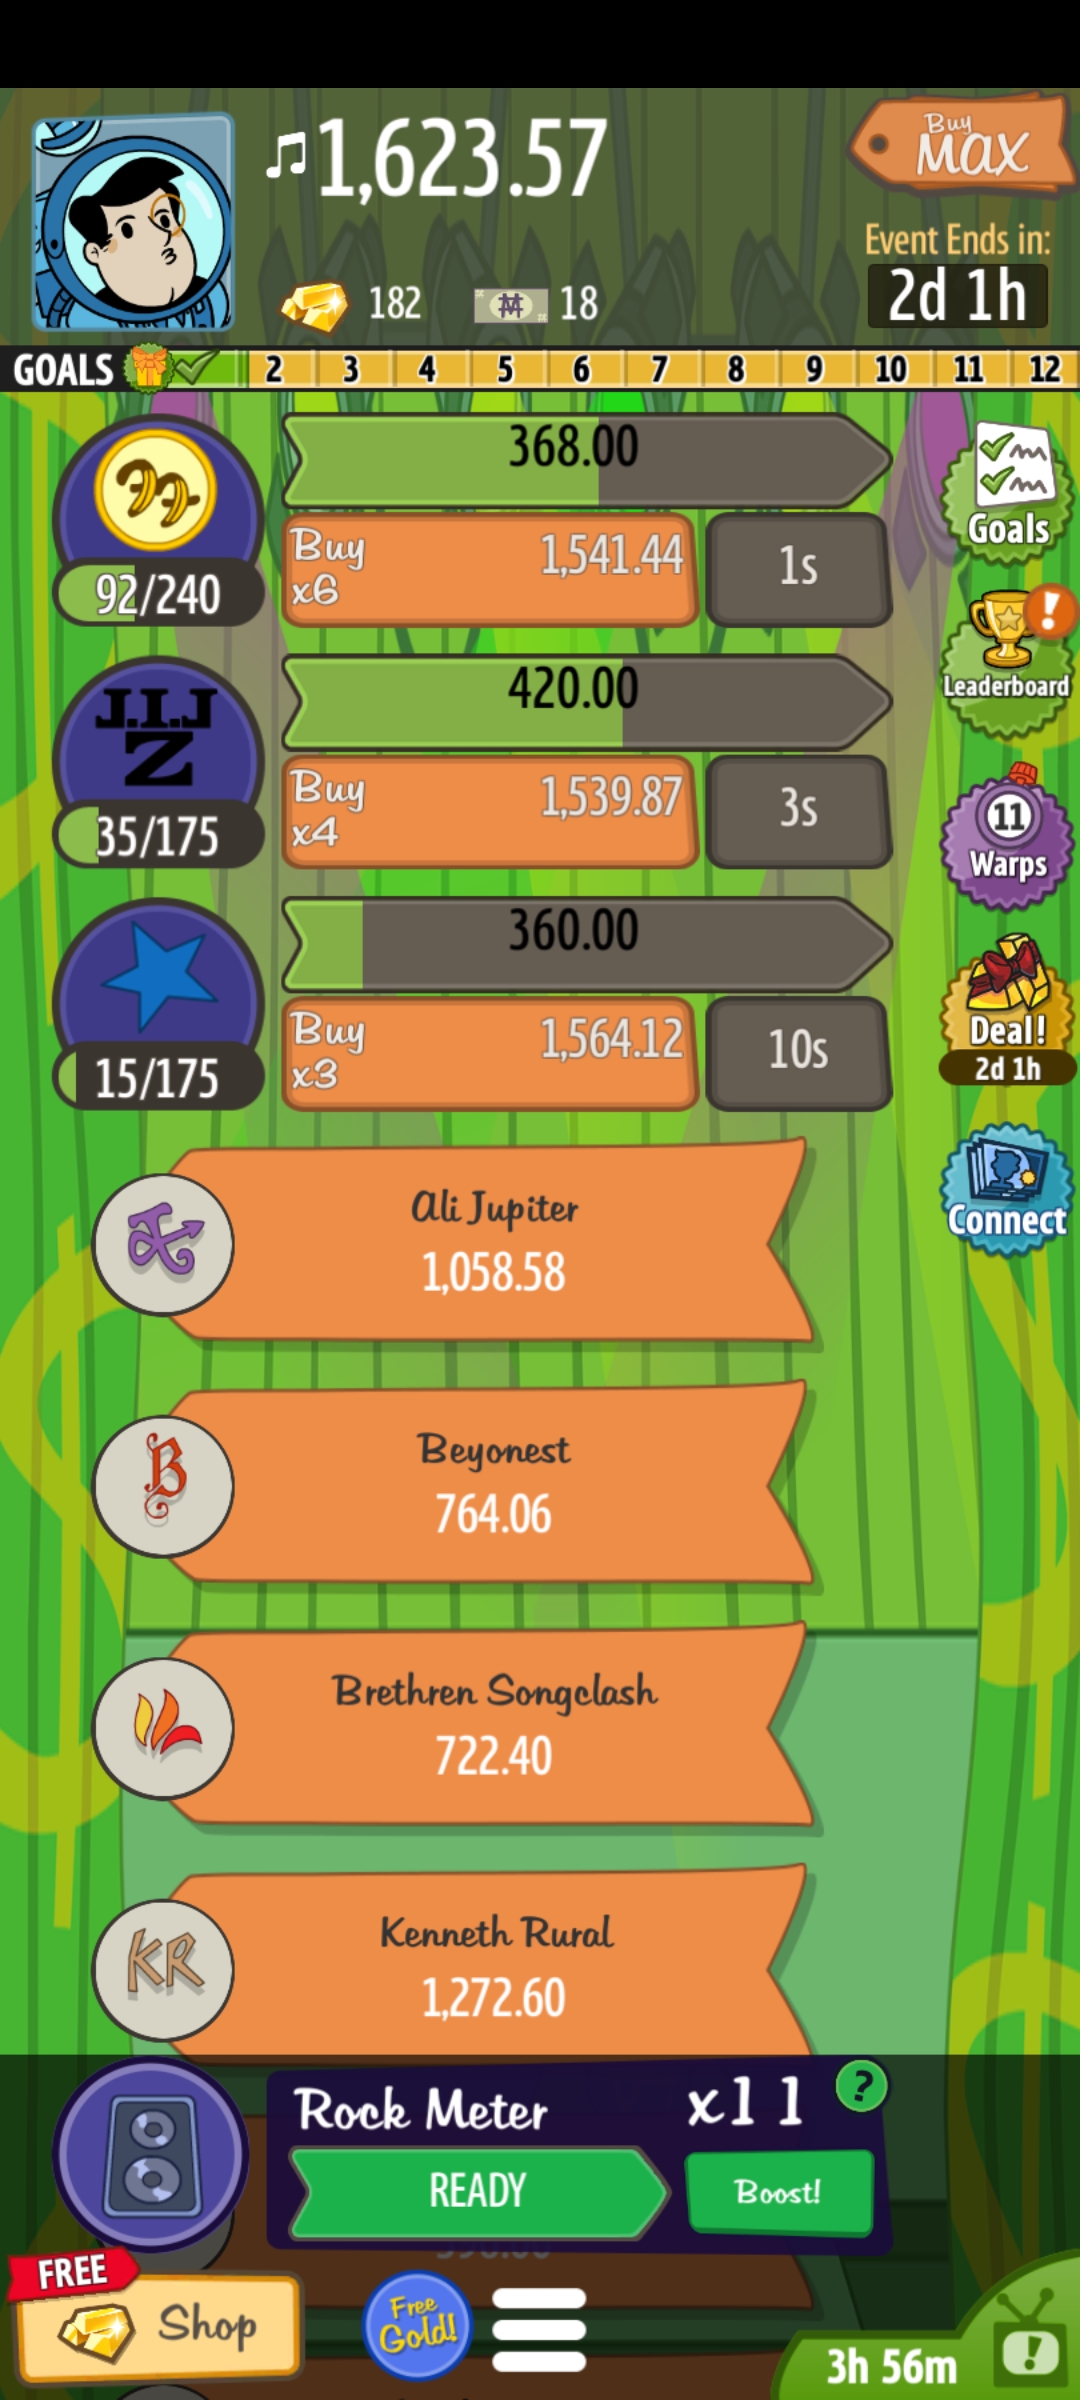 1,623.57
Buy
MAX
Event Ends in:
182
18
2d 1h
GOALS 2 3 4 5 6 7 8 9 10 11 12
368.00
92/240
Buy
x6
1,541.44
1s
Goals
J.I.J
Z
420.00
35/175
Buy
x4
1,539.87
3s
Leaderboard
11
Warps
360.00
15/175
Buy
x3
1,564.12
10s
Deal!
2d 1h
Connect
Ali Jupiter
1,058.58
B
Beyonest
764.06
Brethren Songclash
722.40
KR
Kenneth Rural
1,272.60
Rock Meter
x11
?
READY
Boost!
FREE
Shop
Free
Gold!
3h 56m
!